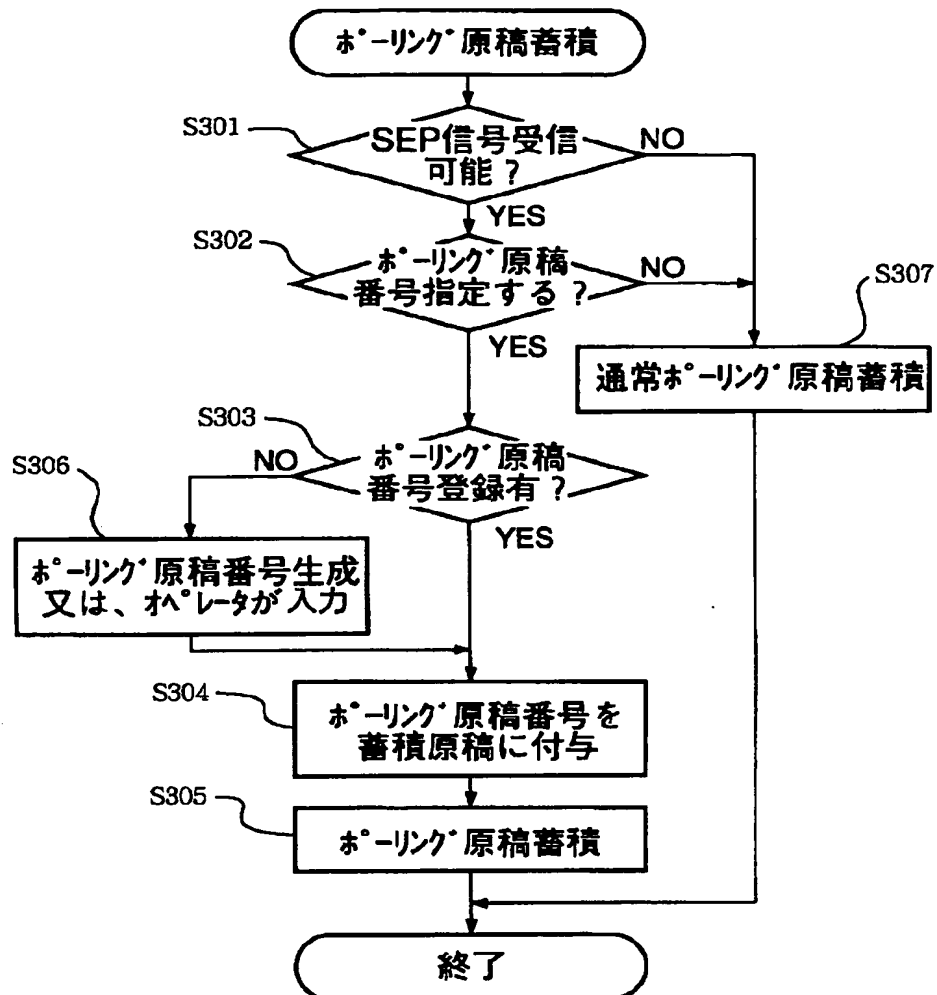 ﾎﾟｰﾘﾝｸﾞ原稿蓄積
S301
SEP信号受信
可能？
NO
YES
S302
ﾎﾟｰﾘﾝｸﾞ原稿
番号指定する？
NO
YES
S307
通常ﾎﾟｰﾘﾝｸﾞ原稿蓄積
S303
ﾎﾟｰﾘﾝｸﾞ原稿
番号登録有？
NO
YES
S306
ﾎﾟｰﾘﾝｸﾞ原稿番号生成
又は、ｵﾍﾟﾚｰﾀが入力
S304
ﾎﾟｰﾘﾝｸﾞ原稿番号を
蓄積原稿に付与
S305
ﾎﾟｰﾘﾝｸﾞ原稿蓄積
終了